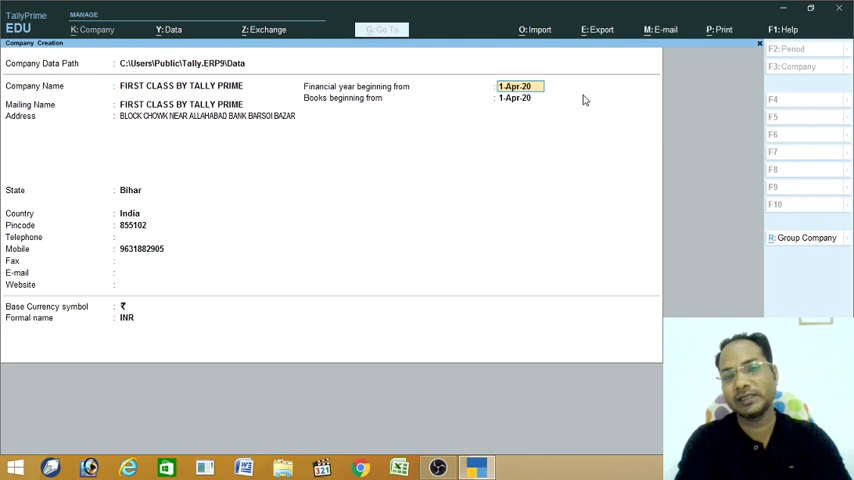 TallyPrime MANAGE
EDU K: Company Y: Data Z: Exchange G: Go To O: Import E: Export M: E-mail P: Print F1: Help
Company Creation
Company Data Path : C:\Users\Public\Tally.ERP9\Data
Company Name : FIRST CLASS BY TALLY PRIME Financial year beginning from : 1-Apr-20
Books beginning from : 1-Apr-20
Mailing Name : FIRST CLASS BY TALLY PRIME
Address : BLOCK CHOWK NEAR ALLAHABAD BANK BARSOI BAZAR
State : Bihar
Country : India
Pincode : 855102
Telephone :
Mobile : 9631882905
Fax :
E-mail :
Website :
Base Currency symbol : ₹
Formal name : INR
F2: Period
F3: Company
F4
F5
F6
F7
F8
F9
F10
R: Group Company
321